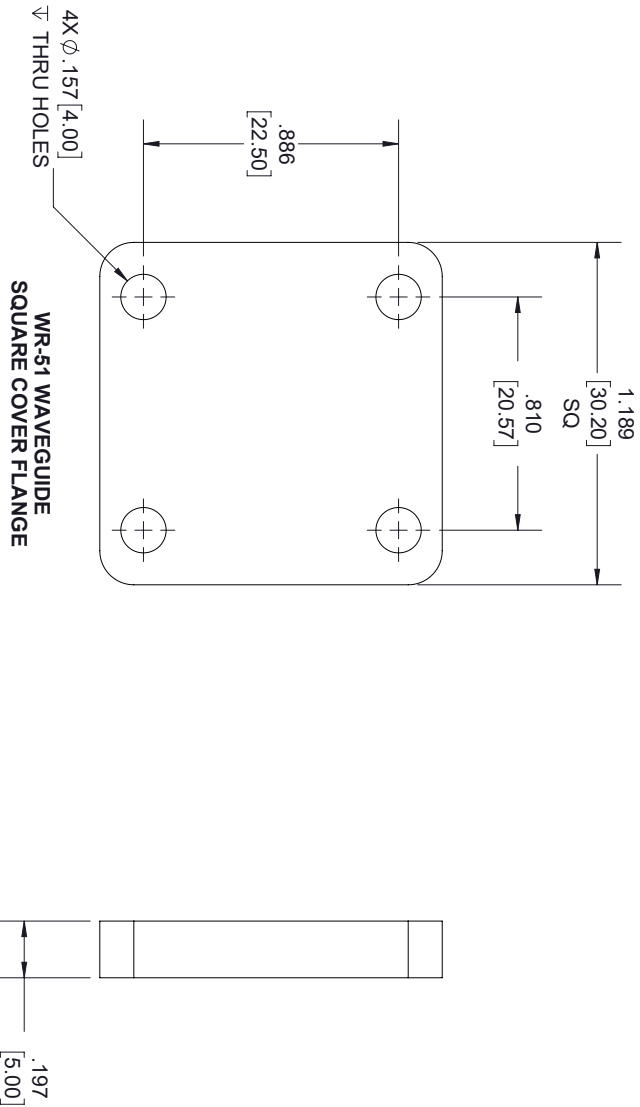 1.189
[30.20]
SQ
.810
[20.57]
.886
[22.50]
4X ⌀ .157 [4.00]
↧ THRU HOLES
WR-51 WAVEGUIDE
SQUARE COVER FLANGE
.197
[5.00]